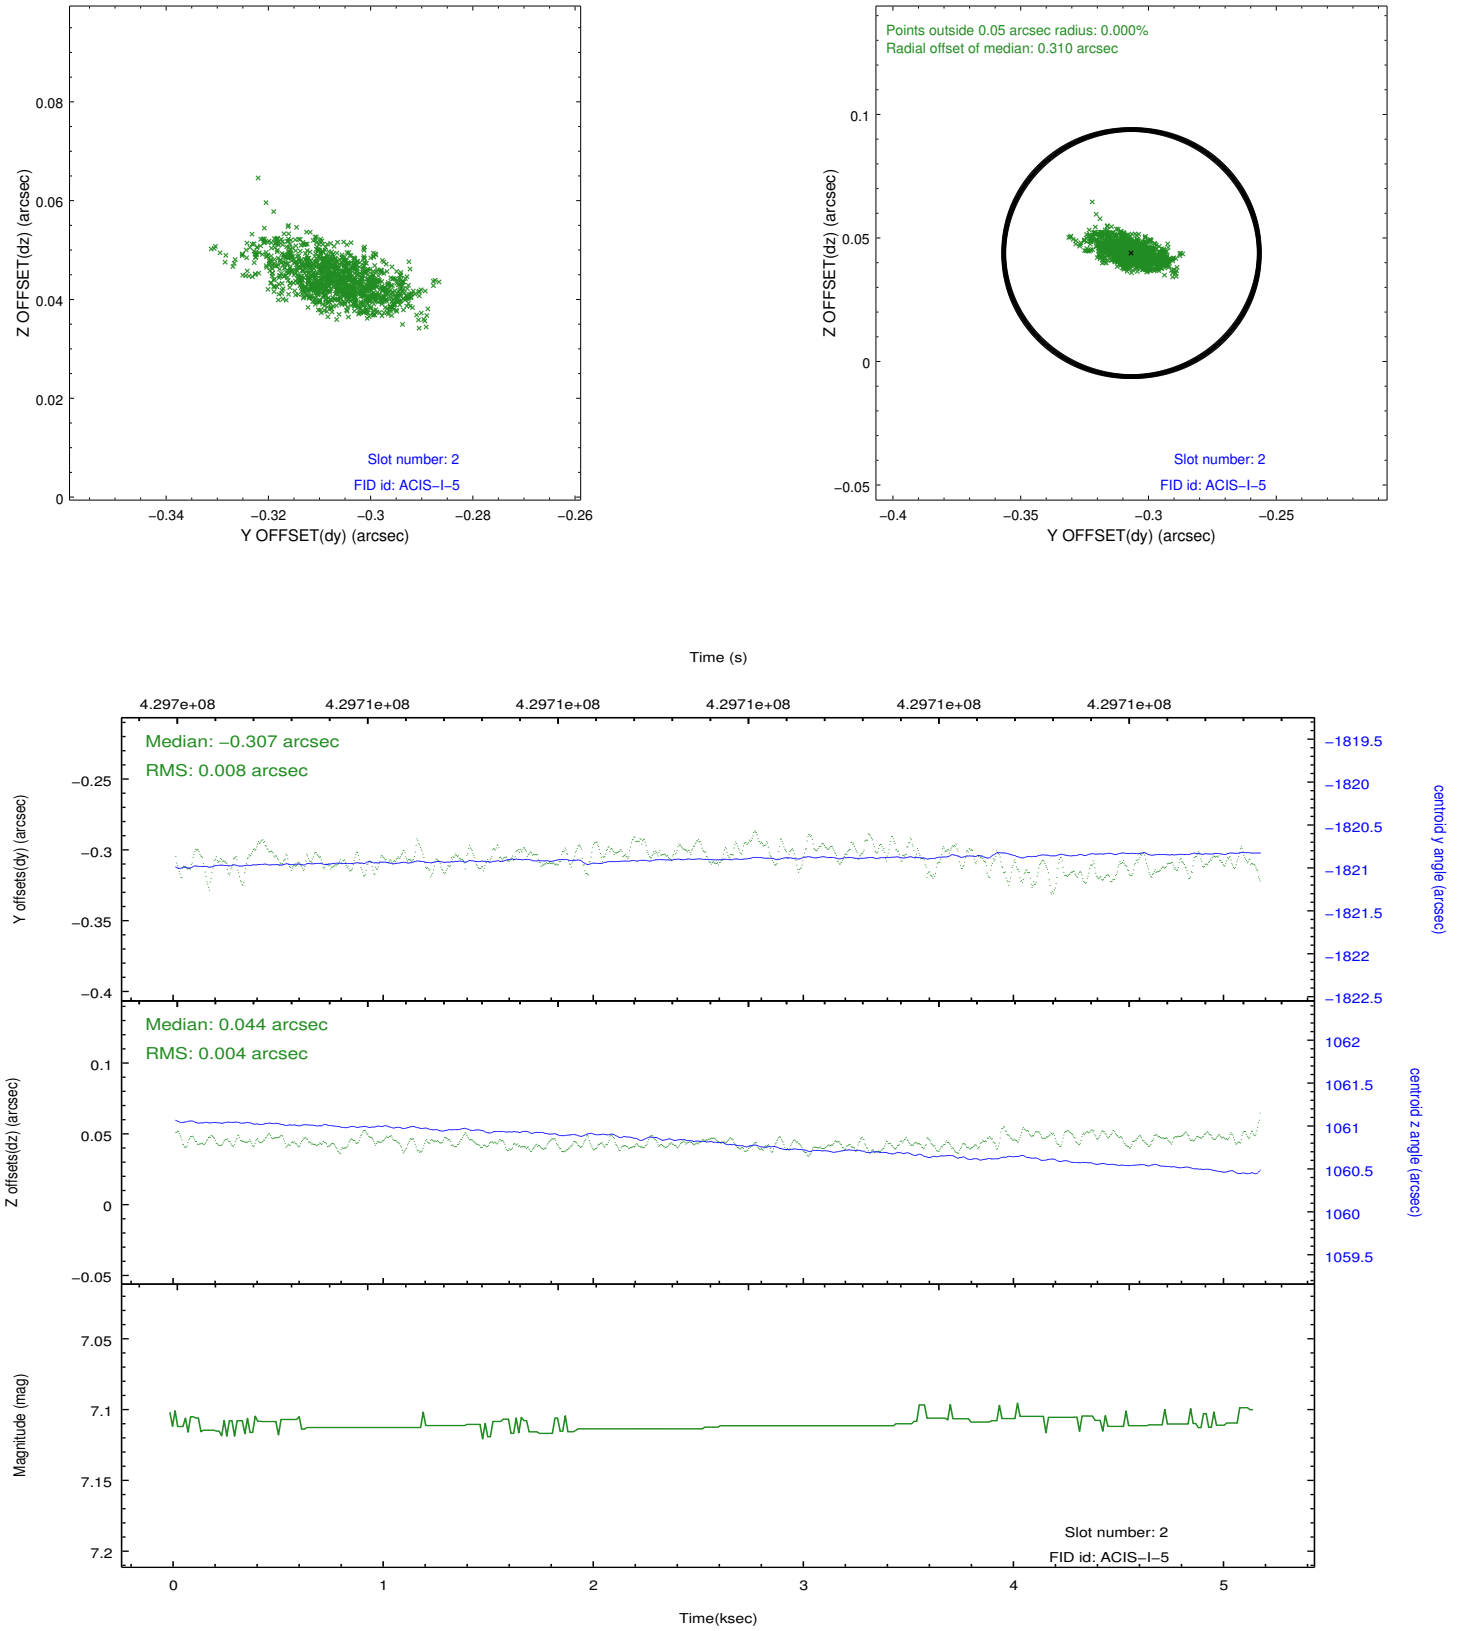 0.08
0.06
0.04
0.02
0
Z OFFSET(dz) (arcsec)
−0.34 −0.32 −0.3 −0.28 −0.26
Y OFFSET(dy) (arcsec)
Slot number: 2
FID id: ACIS−I−5
Points outside 0.05 arcsec radius: 0.000%
Radial offset of median: 0.310 arcsec
0.1
0.05
0
−0.05
Z OFFSET(dz) (arcsec)
−0.4 −0.35 −0.3 −0.25
Y OFFSET(dy) (arcsec)
Slot number: 2
FID id: ACIS−I−5
Time (s)
4.297e+08 4.2971e+08 4.2971e+08 4.2971e+08 4.2971e+08 4.2971e+08
Median: −0.307 arcsec
RMS: 0.008 arcsec
−0.25
−0.3
−0.35
−0.4
Y offsets(dy) (arcsec)
−1819.5
−1820
−1820.5
−1821
−1821.5
−1822
−1822.5
centroid y angle (arcsec)
Median: 0.044 arcsec
RMS: 0.004 arcsec
0.1
0.05
0
−0.05
Z offsets(dz) (arcsec)
1062
1061.5
1061
1060.5
1060
1059.5
centroid z angle (arcsec)
7.05
7.1
7.15
7.2
Magnitude (mag)
Slot number: 2
FID id: ACIS−I−5
0 1 2 3 4 5
Time(ksec)